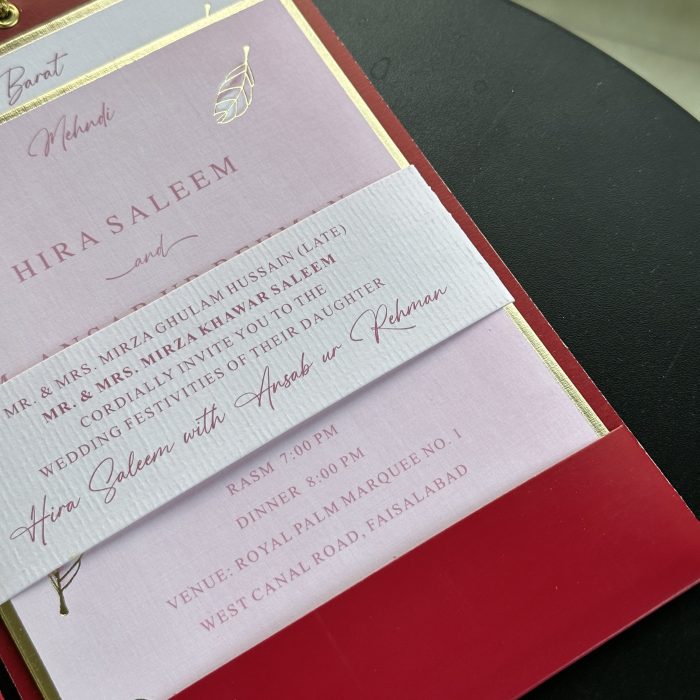 Barat
Mehndi
HIRA SALEEM
and
MR. & MRS. MIRZA GHULAM HUSSAIN (LATE)
MR. & MRS. MIRZA KHAWAR SALEEM
CORDIALLY INVITE YOU TO THE
WEDDING FESTIVITIES OF THEIR DAUGHTER
Hira Saleem with Ansab ur Rehman
RASM 7:00 PM
DINNER 8:00 PM
VENUE: ROYAL PALM MARQUEE NO. 1
WEST CANAL ROAD, FAISALABAD